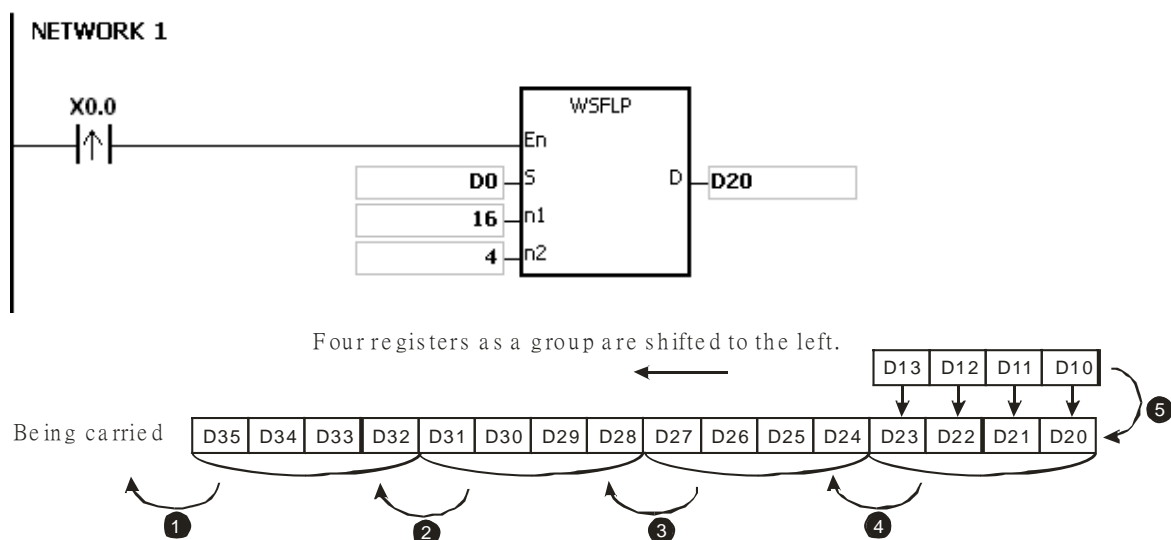 NETWORK 1
X0.0
WSFLP
En
D0 S D D20
16 n1
4 n2
Four registers as a group are shifted to the left.
D13 D12 D11 D10
5
Being carried D35 D34 D33 D32 D31 D30 D29 D28 D27 D26 D25 D24 D23 D22 D21 D20
1 2 3 4